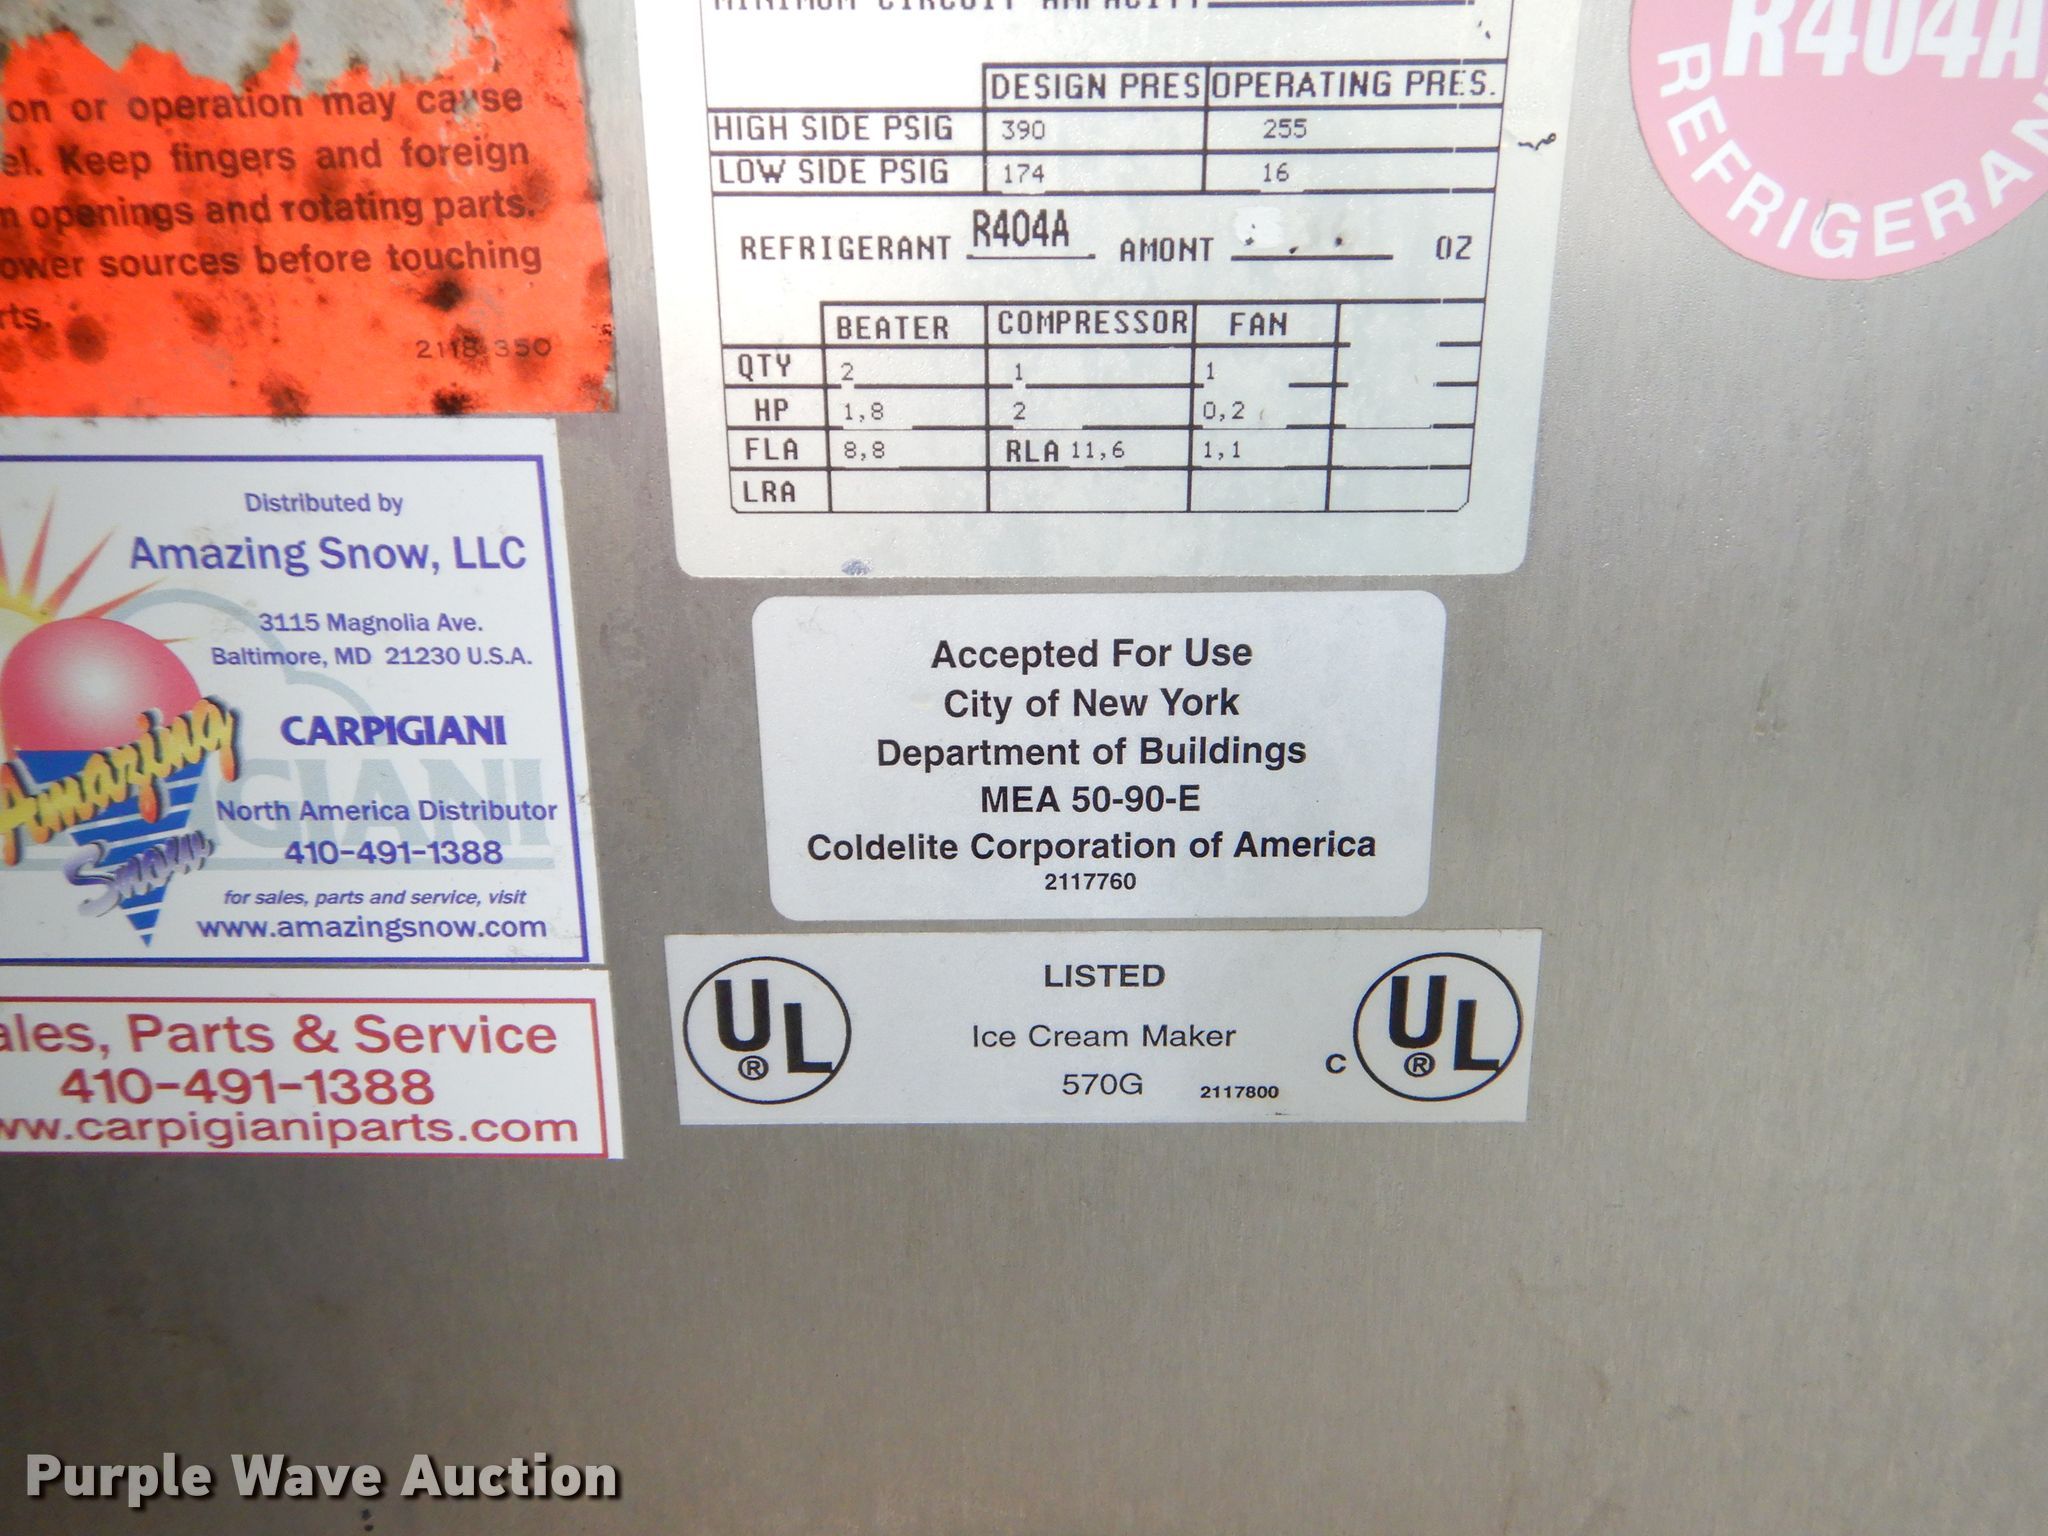 MINIMUM CIRCUIT AMPACITY
DESIGN PRES OPERATING PRES.
HIGH SIDE PSIG 390 255
LOW SIDE PSIG 174 16
REFRIGERANT R404A AMONT OZ
BEATER COMPRESSOR FAN
QTY 2 1 1
HP 1,8 2 0,2
FLA 8,8 RLA 11,6 1,1
LRA
R404A
REFRIGERAN
on or operation may cause
el. Keep fingers and foreign
m openings and rotating parts.
ower sources before touching
rts.
2118 350
Distributed by
Amazing Snow, LLC
3115 Magnolia Ave.
Baltimore, MD 21230 U.S.A.
CARPIGIANI
GIANI
North America Distributor
410-491-1388
for sales, parts and service, visit
www.amazingsnow.com
Amazing
Snow
ales, Parts & Service
410-491-1388
ww.carpigianiparts.com
Accepted For Use
City of New York
Department of Buildings
MEA 50-90-E
Coldelite Corporation of America
2117760
UL ®
LISTED
Ice Cream Maker
570G 2117800
C UL ®
Purple Wave Auction